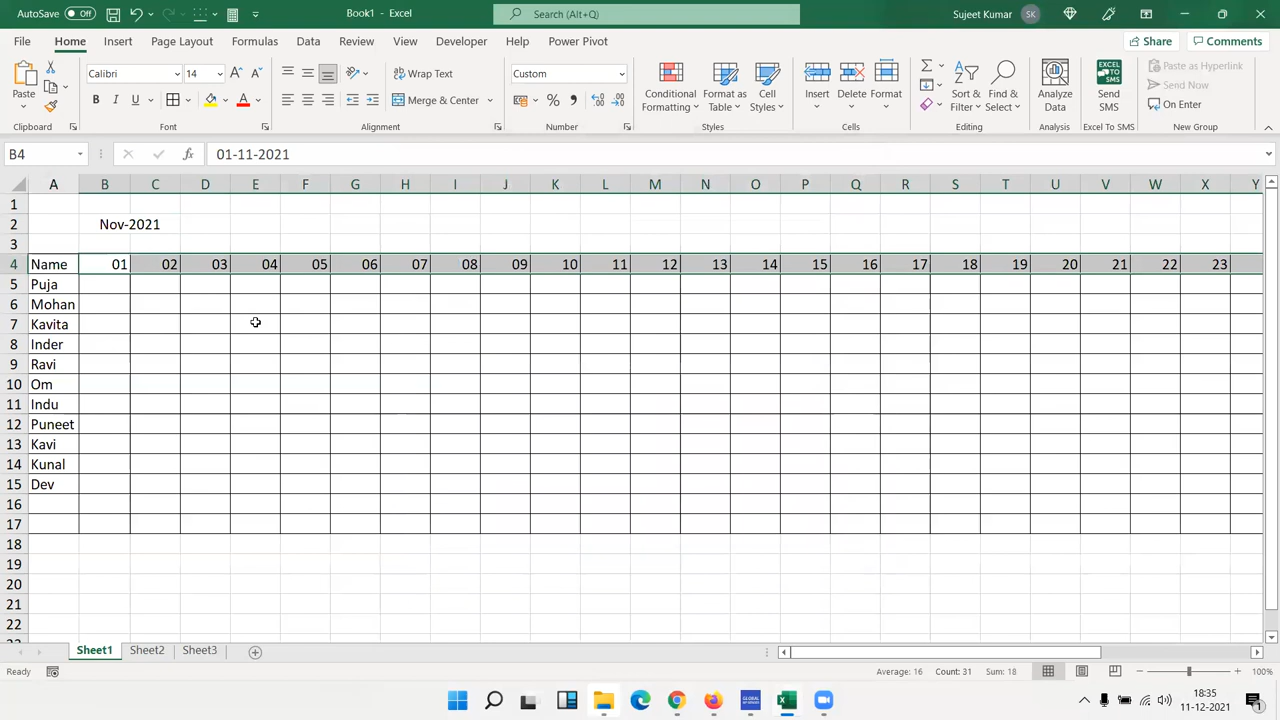 AutoSave Off Book1 - Excel Search (Alt+Q) Sujeet Kumar SK
File Home Insert Page Layout Formulas Data Review View Developer Help Power Pivot Share Comments
Paste Calibri 14 Wrap Text Merge & Center Custom Conditional Formatting Format as Table Cell Styles Insert Delete Format Sort & Filter Find & Select Analyze Data Send SMS Paste as Hyperlink Send Now On Enter
Clipboard Font Alignment Number Styles Cells Editing Analysis Excel To SMS New Group
B4 fx 01-11-2021
A B C D E F G H I J K L M N O P Q R S T U V W X Y
1
2 Nov-2021
3
4 Name 01 02 03 04 05 06 07 08 09 10 11 12 13 14 15 16 17 18 19 20 21 22 23
5 Puja
6 Mohan
7 Kavita
8 Inder
9 Ravi
10 Om
11 Indu
12 Puneet
13 Kavi
14 Kunal
15 Dev
16
17
18
19
20
21
22
Sheet1 Sheet2 Sheet3
Ready Average: 16 Count: 31 Sum: 18 100%
18:35
11-12-2021